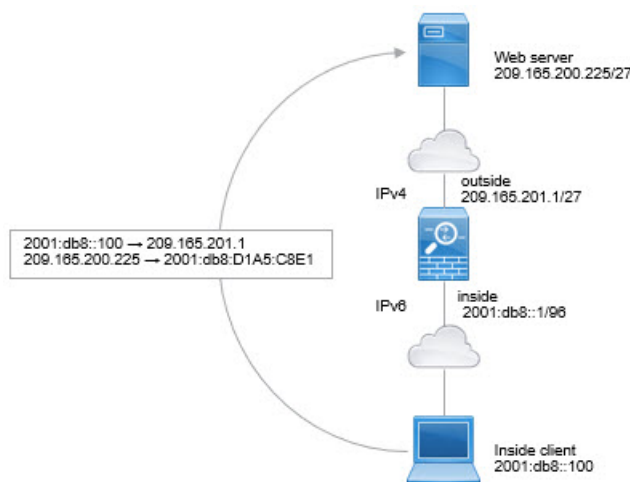 Web server
209.165.200.225/27
outside
IPv4
209.165.201.1/27
2001:db8::100 → 209.165.201.1
209.165.200.225 → 2001:db8:D1A5:C8E1
IPv6
inside
2001:db8::1/96
Inside client
2001:db8::100